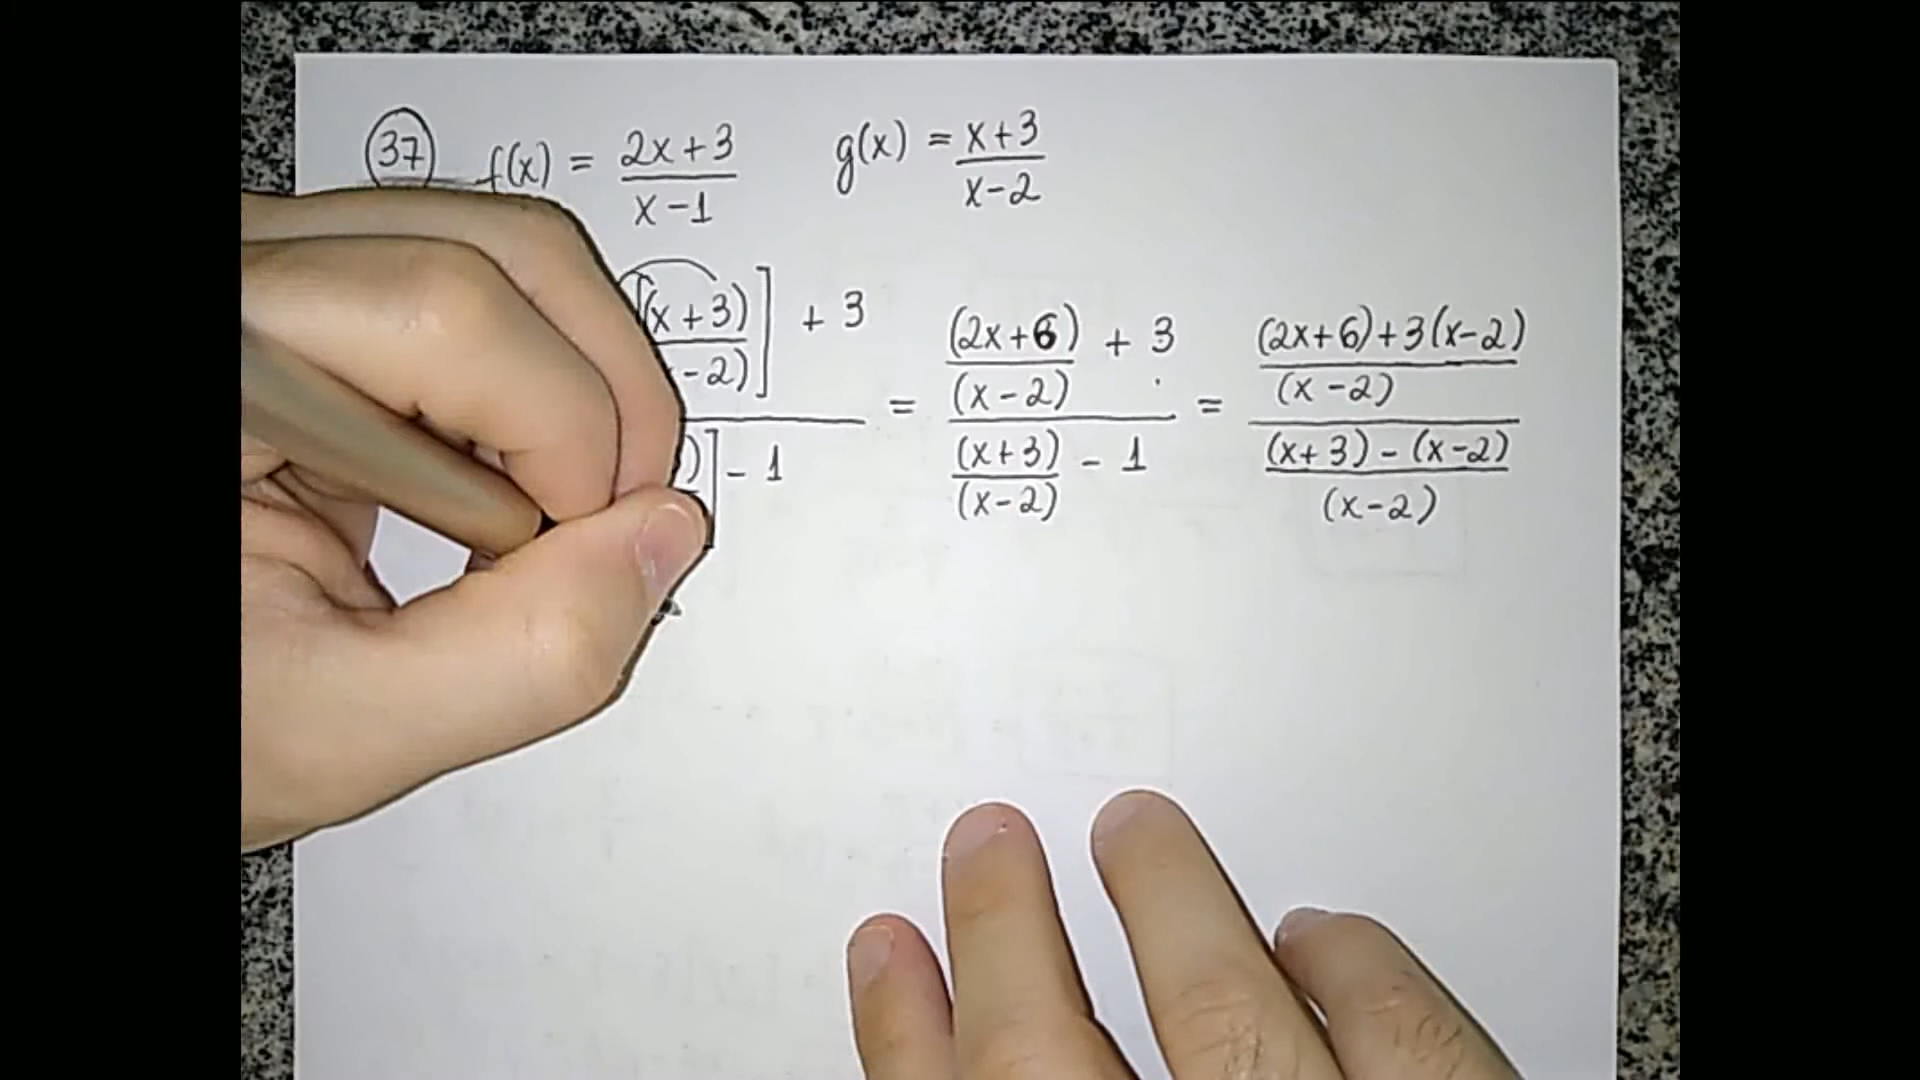 37 f(x) = 2x+3 / x-1 g(x) = x+3 / x-2
[(x+3) / -2)] + 3 / )] - 1 = (2x+6) / (x-2) + 3 / (x+3) / (x-2) - 1 = (2x+6)+3(x-2) / (x-2) / (x+3)-(x-2) / (x-2)